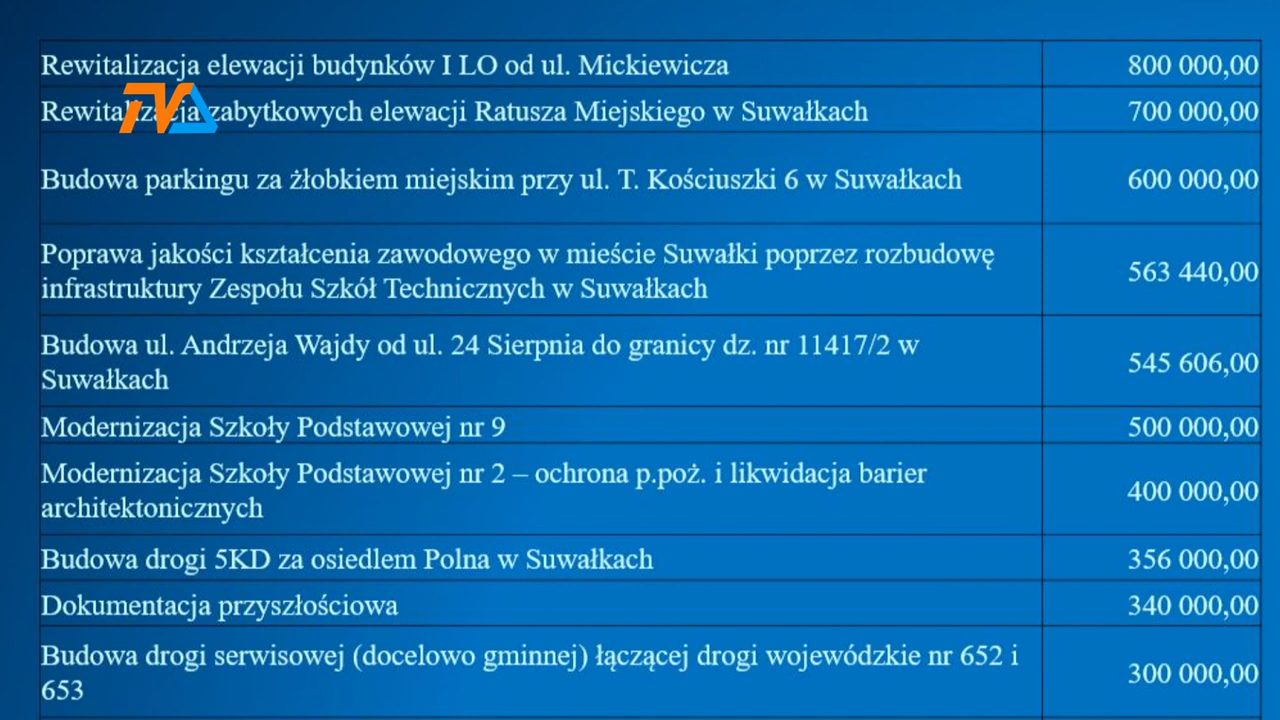 Rewitalizacja elewacji budynków I LO od ul. Mickiewicza 800 000,00
Rewitalizacja zabytkowych elewacji Ratusza Miejskiego w Suwałkach 700 000,00
TVA
Budowa parkingu za żłobkiem miejskim przy ul. T. Kościuszki 6 w Suwałkach 600 000,00
Poprawa jakości kształcenia zawodowego w mieście Suwałki poprzez rozbudowę
infrastruktury Zespołu Szkół Technicznych w Suwałkach 563 440,00
Budowa ul. Andrzeja Wajdy od ul. 24 Sierpnia do granicy dz. nr 11417/2 w
Suwałkach 545 606,00
Modernizacja Szkoły Podstawowej nr 9 500 000,00
Modernizacja Szkoły Podstawowej nr 2 – ochrona p.poż. i likwidacja barier
architektonicznych 400 000,00
Budowa drogi 5KD za osiedlem Polna w Suwałkach 356 000,00
Dokumentacja przyszłościowa 340 000,00
Budowa drogi serwisowej (docelowo gminnej) łączącej drogi wojewódzkie nr 652 i
653 300 000,00